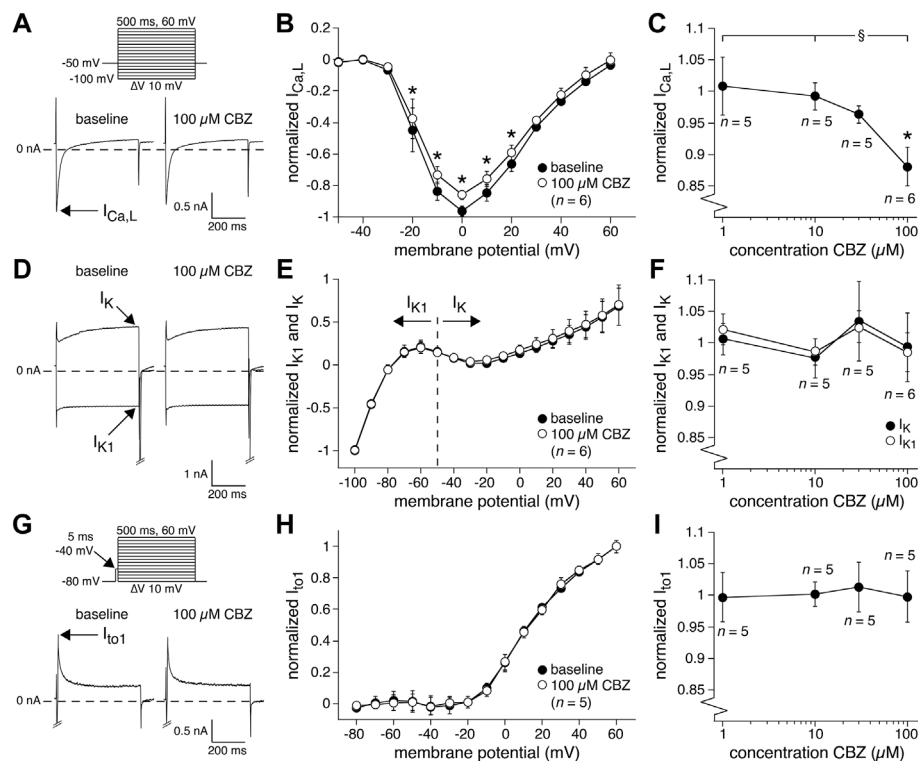 A
500 ms, 60 mV
-50 mV
-100 mV
ΔV 10 mV
baseline
100 µM CBZ
0 nA
I_Ca,L
0.5 nA
200 ms
B
normalized I_Ca,L
0
-0.2
-0.4
-0.6
-0.8
-1
*
*
*
*
*
baseline
100 µM CBZ
(n = 6)
-40 -20 0 20 40 60
membrane potential (mV)
C
normalized I_Ca,L
1.1
1.05
1
0.95
0.90
0.85
§
*
n = 5
n = 5
n = 5
n = 6
1 10 100
concentration CBZ (µM)
D
baseline
100 µM CBZ
I_K
0 nA
I_K1
1 nA
200 ms
E
normalized I_K1 and I_K
1.0
0.5
0
-0.5
-1
I_K1
I_K
baseline
100 µM CBZ
(n = 6)
-100 -80 -60 -40 -20 0 20 40 60
membrane potential (mV)
F
normalized I_K1 and I_K
1.1
1.05
1
0.95
0.90
0.85
n = 5
n = 5
n = 5
n = 6
I_K
I_K1
1 10 100
concentration CBZ (µM)
G
5 ms
-40 mV
500 ms, 60 mV
-80 mV
ΔV 10 mV
baseline
100 µM CBZ
I_to1
0 nA
0.5 nA
200 ms
H
normalized I_to1
1.0
0.8
0.6
0.4
0.2
0
baseline
100 µM CBZ
(n = 5)
-80 -60 -40 -20 0 20 40 60
membrane potential (mV)
I
normalized I_to1
1.1
1.05
1
0.95
0.90
0.85
n = 5
n = 5
n = 5
n = 5
1 10 100
concentration CBZ (µM)